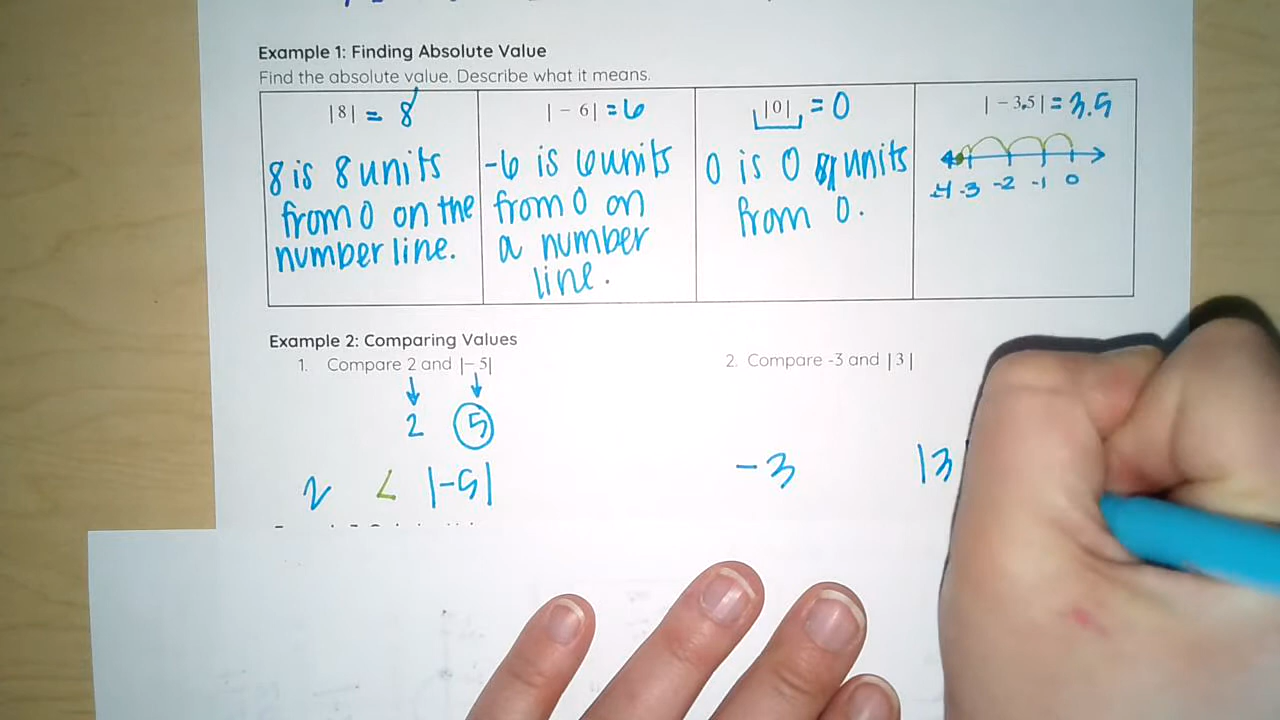 Example 1: Finding Absolute Value
Find the absolute value. Describe what it means.
|8| = 8
8 is 8 units
from 0 on the
number line.
| − 6| = 6
-6 is 6 units
from 0 on
a number
line.
|0| = 0
0 is 0 units
from 0.
| − 3.5| = 3.5
-4 -3 -2 -1 0
Example 2: Comparing Values
1. Compare 2 and |− 5|
2 5
2 < |-5|
2. Compare -3 and | 3 |
-3 |3